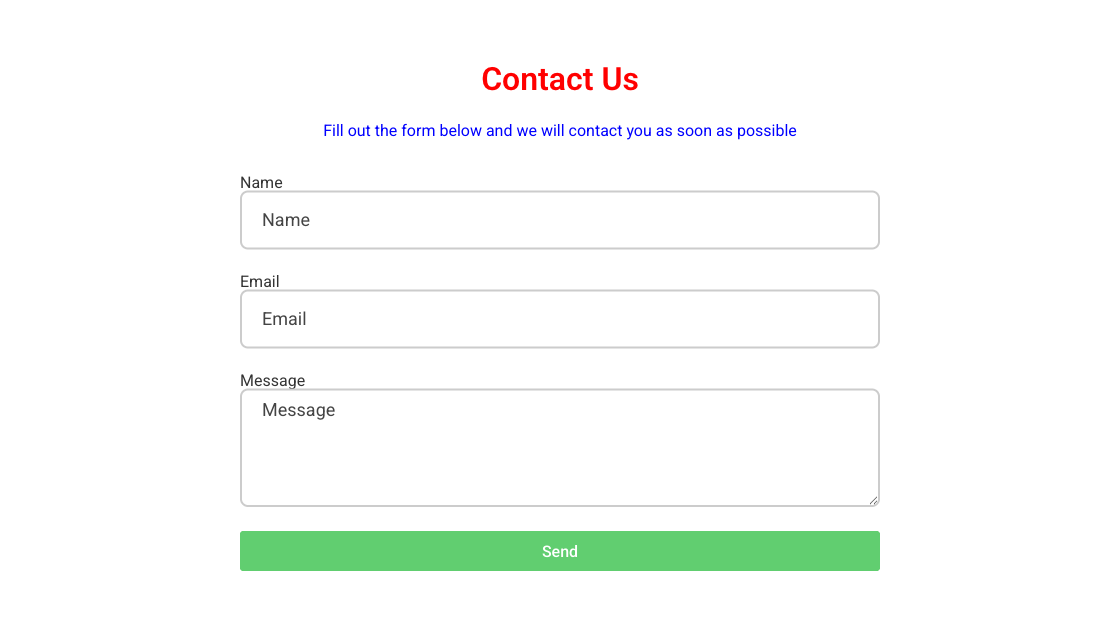 Contact Us
Fill out the form below and we will contact you as soon as possible
Name
Name
Email
Email
Message
Message
Send